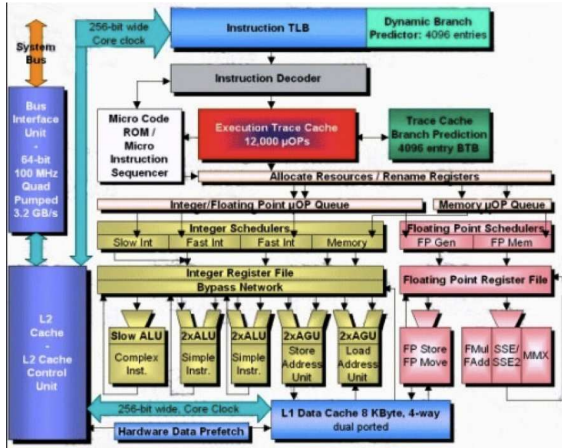 256-bit wide
Core clock
System
Bus
Instruction TLB
Dynamic Branch
Predictor: 4096 entries
Instruction Decoder
Bus
Interface
Unit
-
64-bit
100 MHz
Quad
Pumped
3.2 GB/s
Micro Code
ROM /
Micro
Instruction
Sequencer
Execution Trace Cache
12,000 µOPs
Trace Cache
Branch Prediction
4096 entry BTB
Allocate Resources / Rename Registers
Integer/Floating Point µOP Queue
Memory µOP Queue
Integer Schedulers
Slow Int
Fast Int
Fast Int
Memory
Floating Point Schedulers
FP Gen
FP Mem
Integer Register File
Bypass Network
Floating Point Register File
L2
Cache
-
L2 Cache
Control
Unit
Slow ALU
Complex
Inst.
2xALU
Simple
Instr.
2xALU
Simple
Instr.
2xAGU
Store
Address
Unit
2xAGU
Load
Address
Unit
FP Store
FP Move
FMul
FAdd
SSE/
SSE2
MMX
256-bit wide, Core Clock
Hardware Data Prefetch
L1 Data Cache 8 KByte, 4-way
dual ported